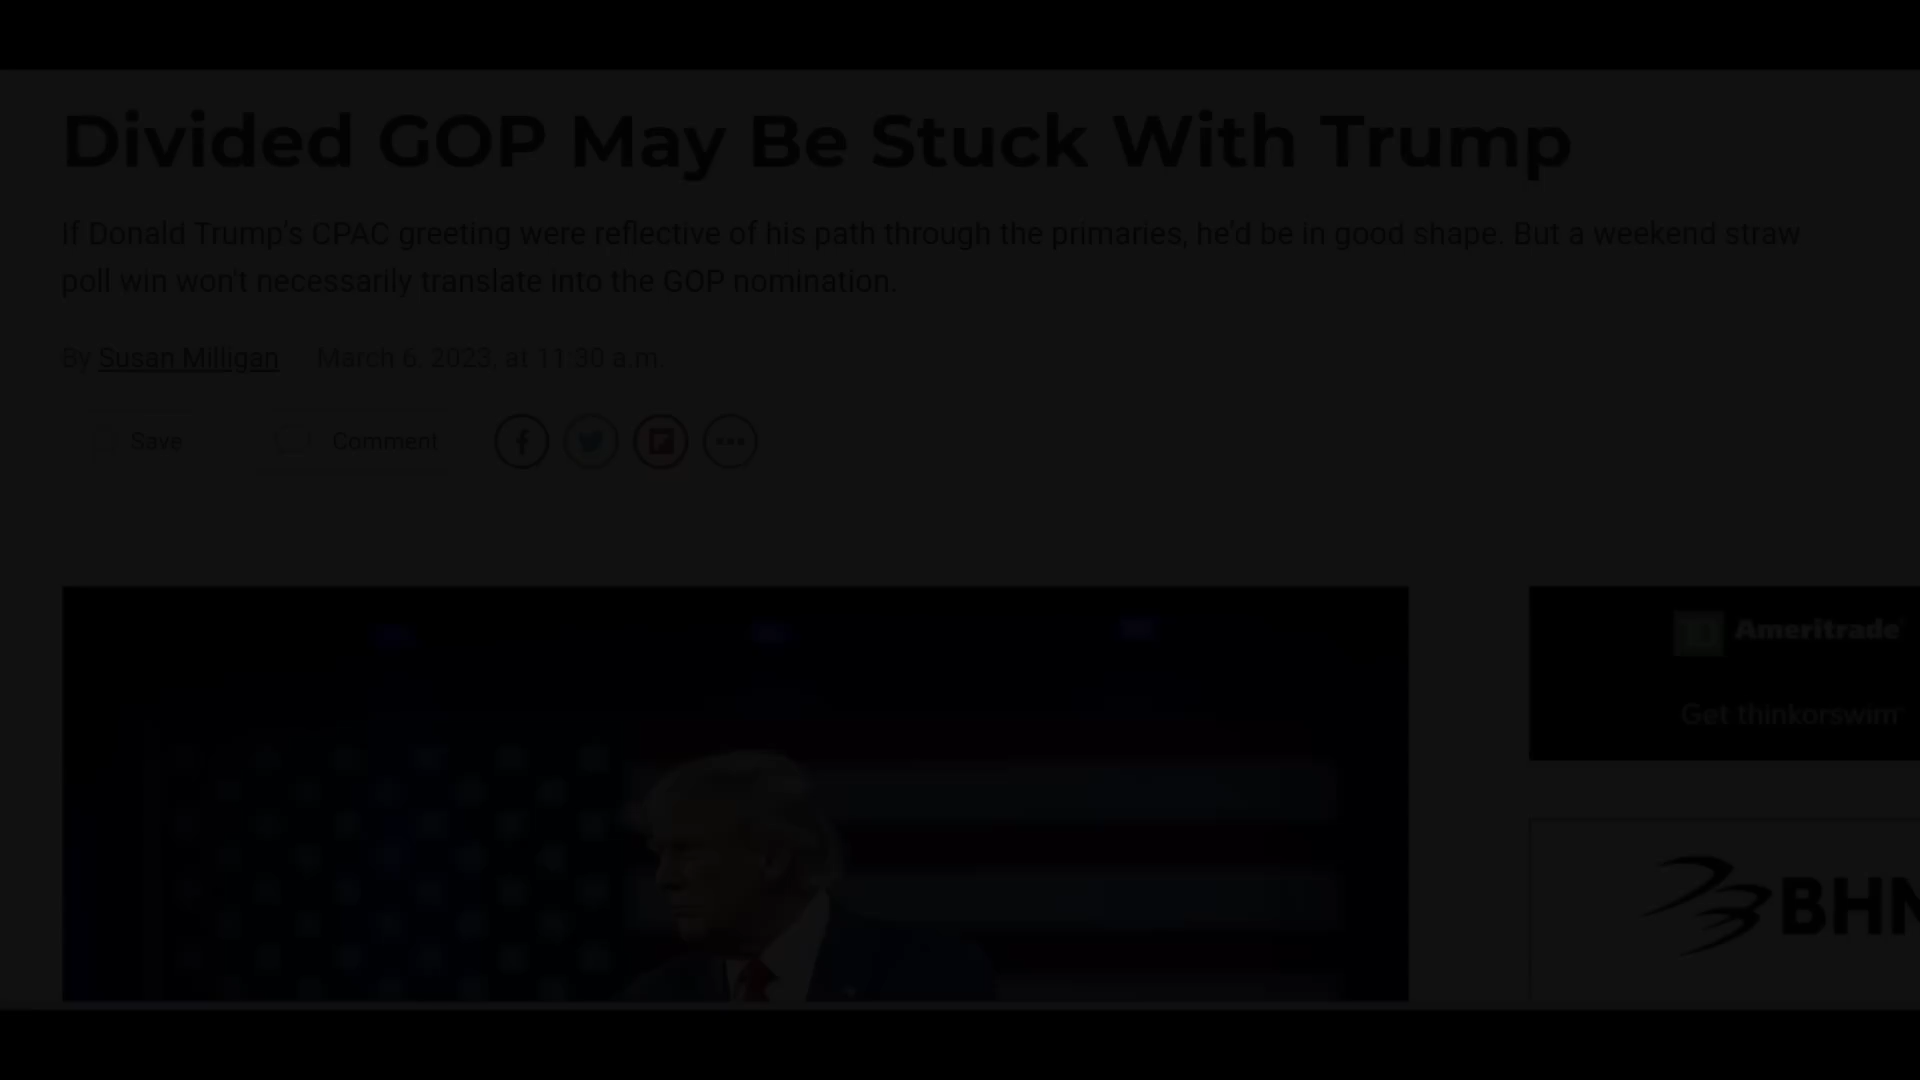 Divided GOP May Be Stuck With Trump
If Donald Trump's CPAC greeting were reflective of his path through the primaries, he'd be in good shape. But a weekend straw
poll win won't necessarily translate into the GOP nomination.
By Susan Milligan March 6, 2023, at 11:30 a.m.
Save Comment
Ameritrade
Get thinkorswim
BHN